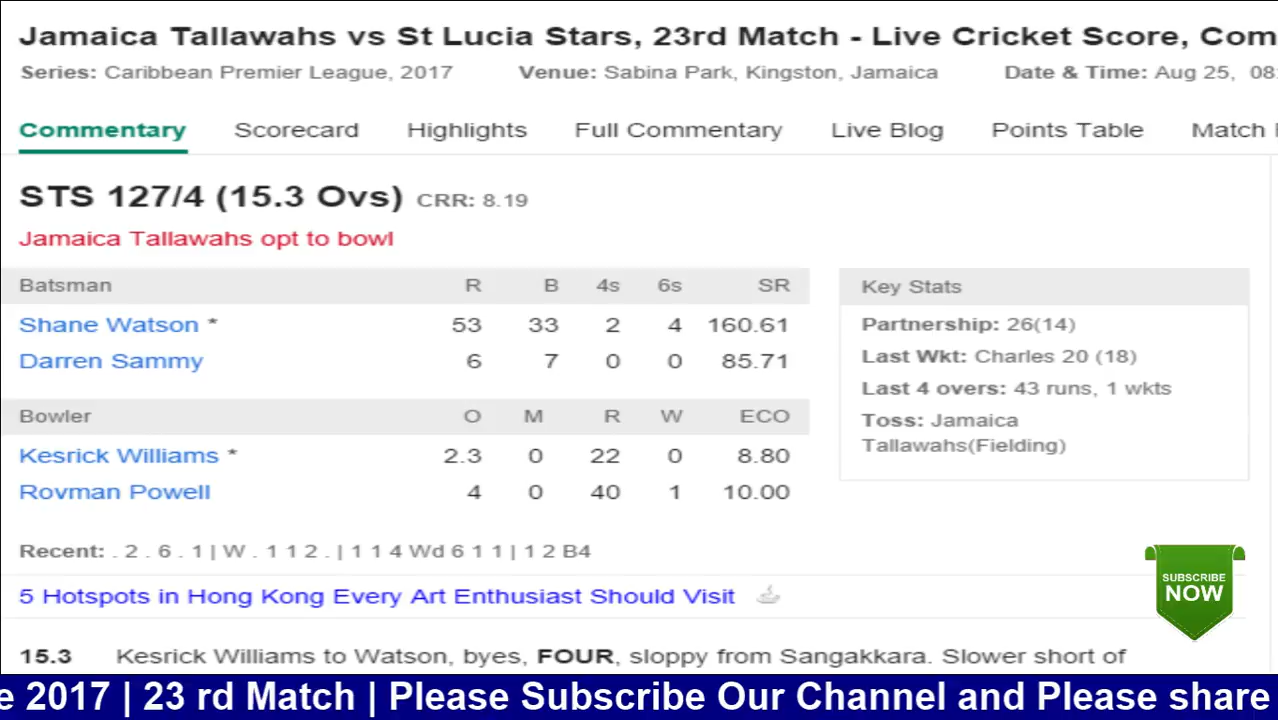 Jamaica Tallawahs vs St Lucia Stars, 23rd Match - Live Cricket Score, Com
Series: Caribbean Premier League, 2017 Venue: Sabina Park, Kingston, Jamaica Date & Time: Aug 25, 08:
Commentary Scorecard Highlights Full Commentary Live Blog Points Table Match
STS 127/4 (15.3 Ovs) CRR: 8.19
Jamaica Tallawahs opt to bowl
Batsman R B 4s 6s SR
Shane Watson * 53 33 2 4 160.61
Darren Sammy 6 7 0 0 85.71
Bowler O M R W ECO
Kesrick Williams * 2.3 0 22 0 8.80
Rovman Powell 4 0 40 1 10.00
Key Stats
Partnership: 26(14)
Last Wkt: Charles 20 (18)
Last 4 overs: 43 runs, 1 wkts
Toss: Jamaica
Tallawahs(Fielding)
Recent: . 2 . 6 . 1 | W . 1 1 2 . | 1 1 4 Wd 6 1 1 | 1 2 B4
5 Hotspots in Hong Kong Every Art Enthusiast Should Visit
SUBSCRIBE
NOW
15.3 Kesrick Williams to Watson, byes, FOUR, sloppy from Sangakkara. Slower short of
e 2017 | 23 rd Match | Please Subscribe Our Channel and Please share